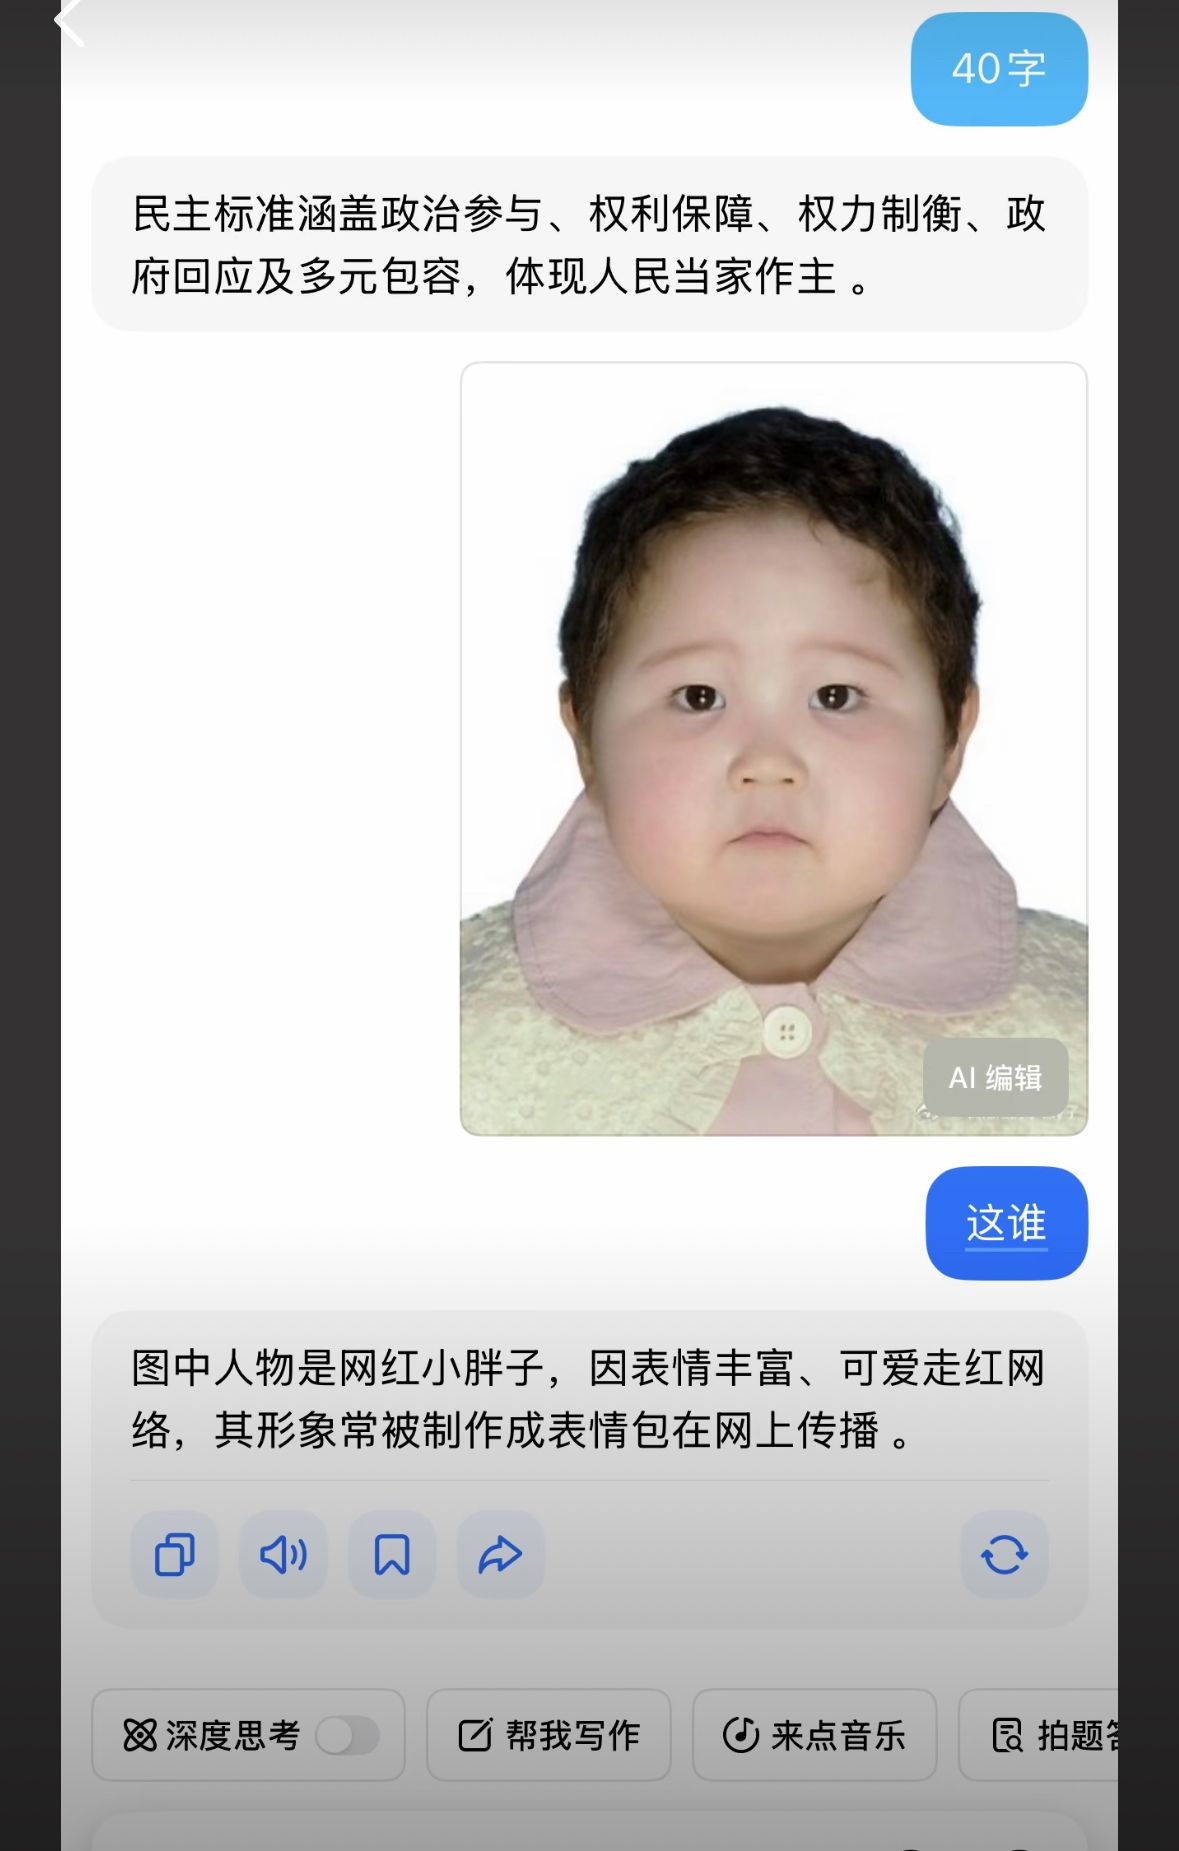 40字
民主标准涵盖政治参与、权利保障、权力制衡、政
府回应及多元包容，体现人民当家作主 。
AI 编辑
这谁
图中人物是网红小胖子，因表情丰富、可爱走红网
络，其形象常被制作成表情包在网上传播 。
深度思考
帮我写作
来点音乐
拍题